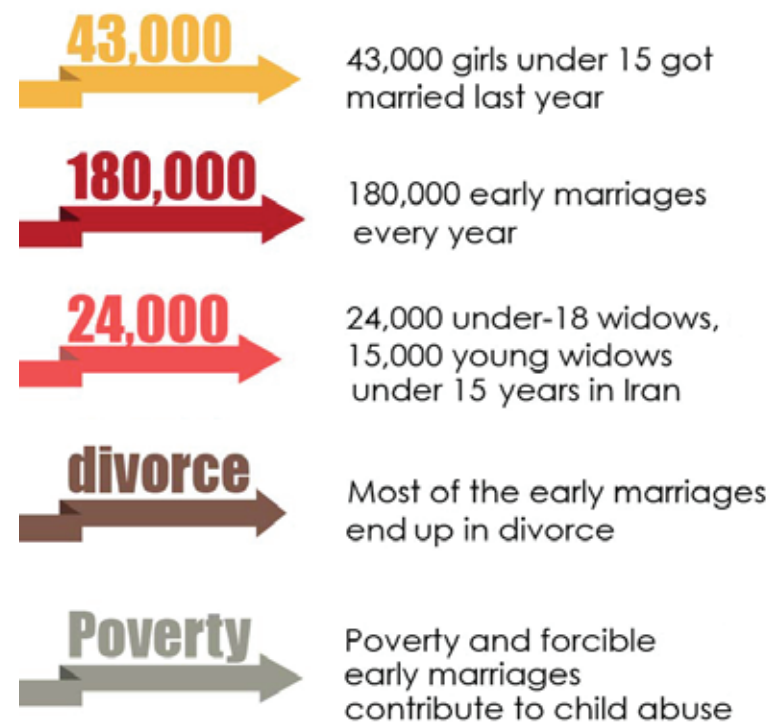 43,000
43,000 girls under 15 got
married last year
180,000
180,000 early marriages
every year
24,000
24,000 under-18 widows,
15,000 young widows
under 15 years in Iran
divorce
Most of the early marriages
end up in divorce
Poverty
Poverty and forcible
early marriages
contribute to child abuse